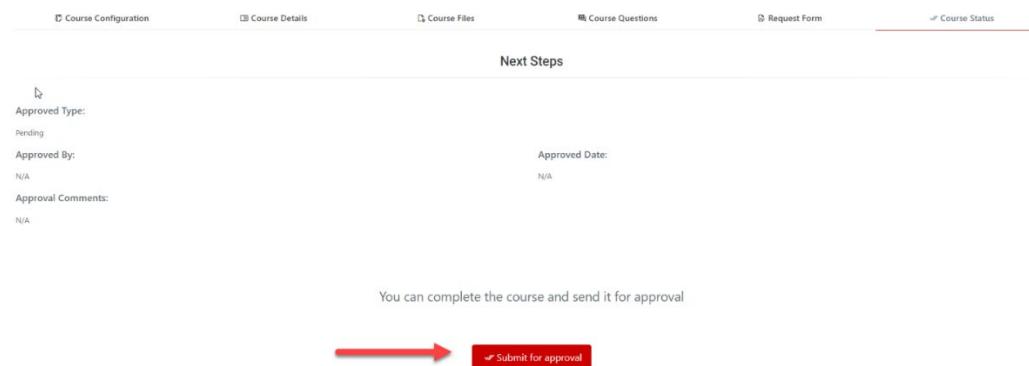 Course Configuration Course Details Course Files Course Questions Request Form Course Status
Next Steps
Approved Type:
Pending
Approved By: Approved Date:
N/A N/A
Approval Comments:
N/A
You can complete the course and send it for approval
Submit for approval